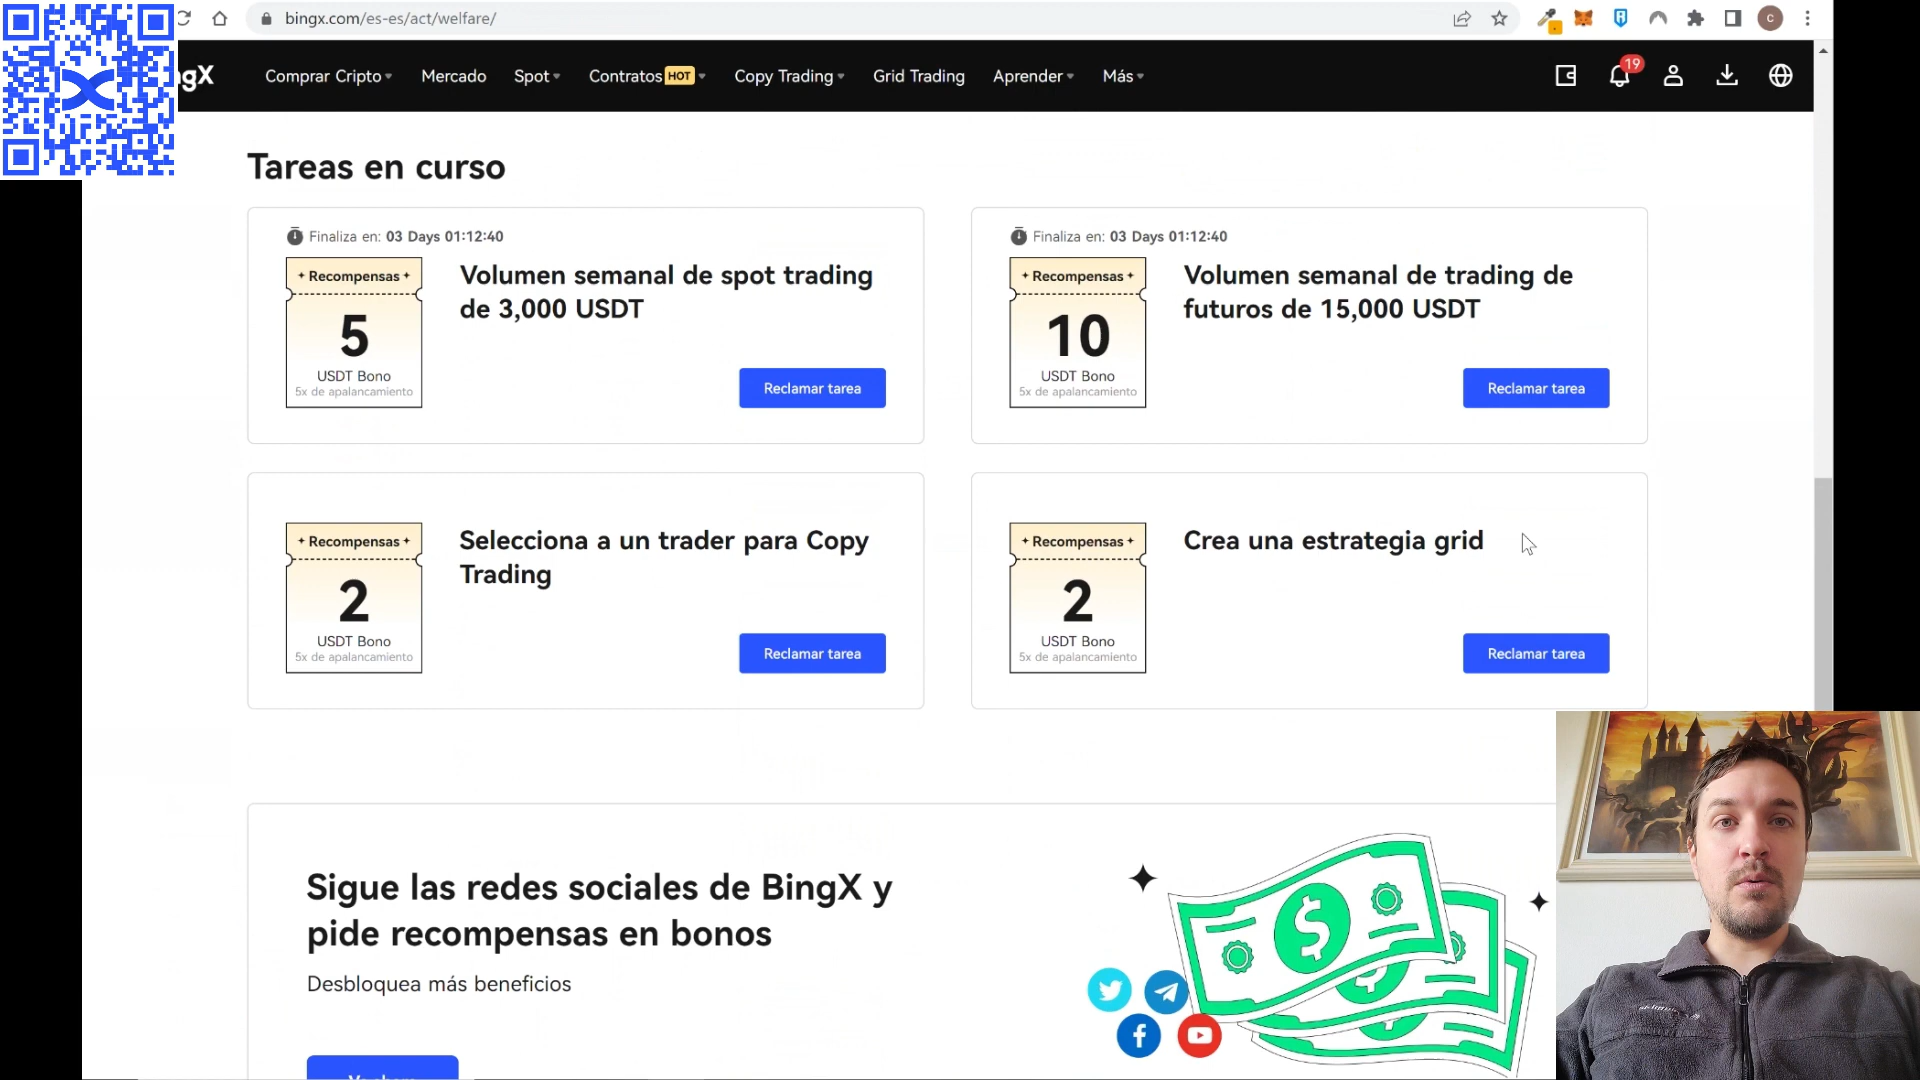 bingx.com/es-es/act/welfare/
C
ngX
Comprar Cripto
Mercado
Spot
Contratos HOT
Copy Trading
Grid Trading
Aprender
Más
19
Tareas en curso
Finaliza en: 03 Days 01:12:40
Recompensas
5
USDT Bono
5x de apalancamiento
Volumen semanal de spot trading
de 3,000 USDT
Reclamar tarea
Finaliza en: 03 Days 01:12:40
Recompensas
10
USDT Bono
5x de apalancamiento
Volumen semanal de trading de
futuros de 15,000 USDT
Reclamar tarea
Recompensas
2
USDT Bono
5x de apalancamiento
Selecciona a un trader para Copy
Trading
Reclamar tarea
Recompensas
2
USDT Bono
5x de apalancamiento
Crea una estrategia grid
Reclamar tarea
Sigue las redes sociales de BingX y
pide recompensas en bonos
Desbloquea más beneficios